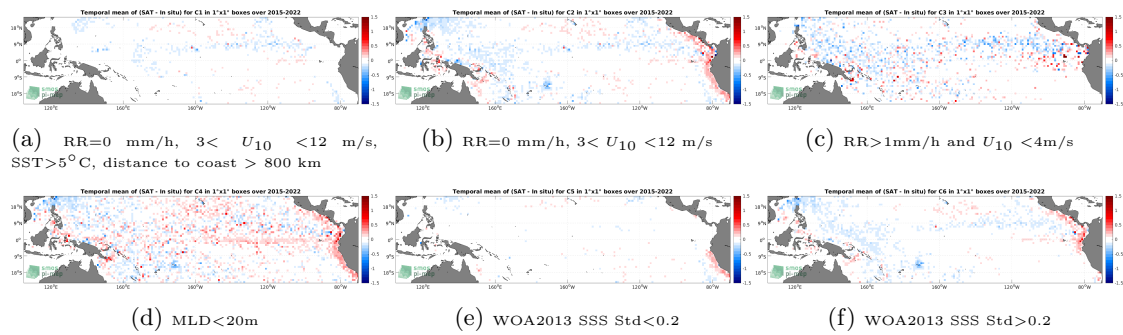 Temporal mean of (SAT - In situ) for C1 in 1°x1° boxes over 2015-2022
Temporal mean of (SAT - In situ) for C2 in 1°x1° boxes over 2015-2022
Temporal mean of (SAT - In situ) for C3 in 1°x1° boxes over 2015-2022
(a) RR=0 mm/h, 3< U10 <12 m/s,
SST>5°C, distance to coast > 800 km
(b) RR=0 mm/h, 3< U10 <12 m/s
(c) RR>1mm/h and U10 <4m/s
Temporal mean of (SAT - In situ) for C4 in 1°x1° boxes over 2015-2022
Temporal mean of (SAT - In situ) for C5 in 1°x1° boxes over 2015-2022
Temporal mean of (SAT - In situ) for C6 in 1°x1° boxes over 2015-2022
(d) MLD<20m
(e) WOA2013 SSS Std<0.2
(f) WOA2013 SSS Std>0.2